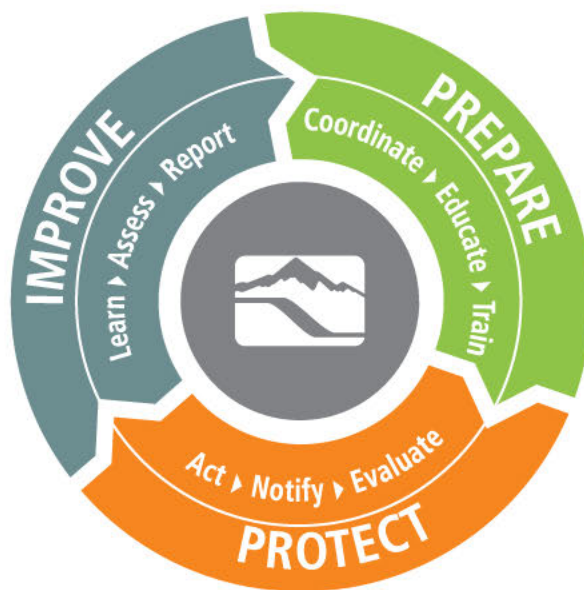 PREPARE
Coordinate ▸ Educate ▸ Train
PROTECT
Act ▸ Notify ▸ Evaluate
IMPROVE
Learn ▸ Assess ▸ Report